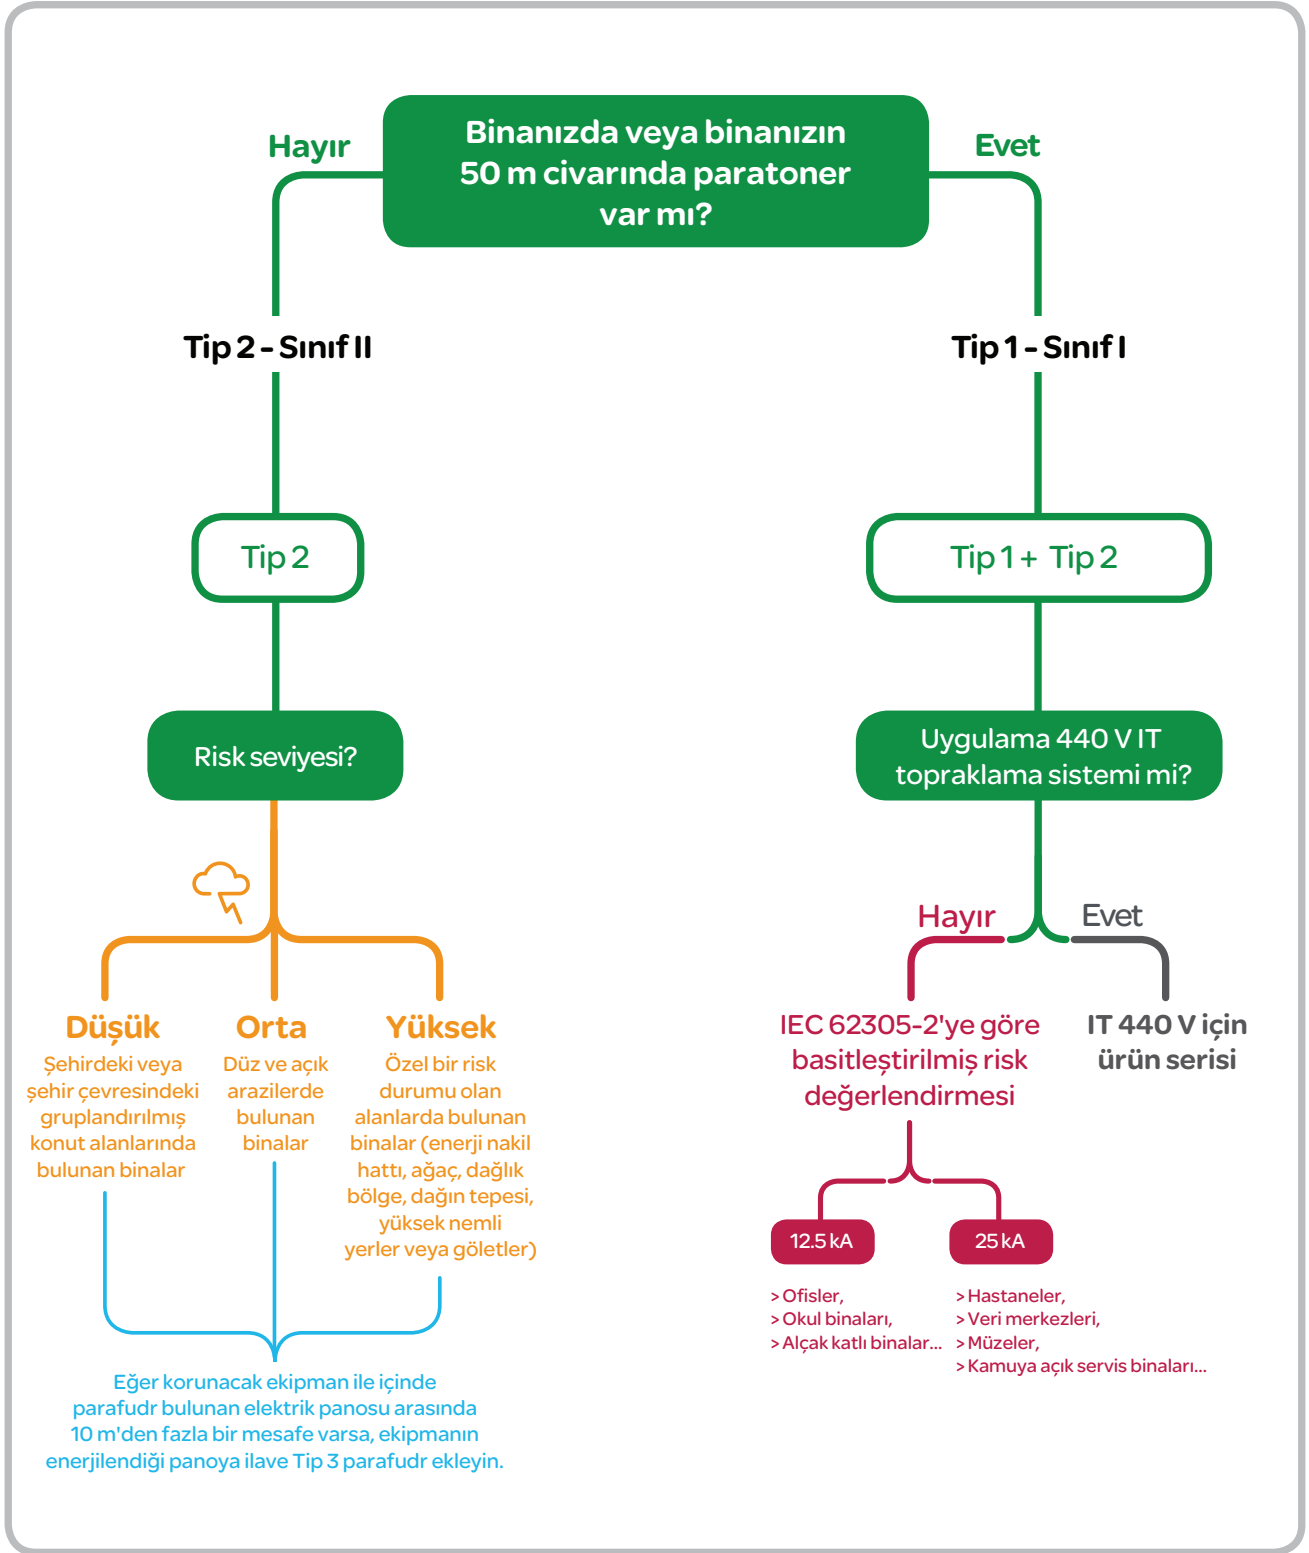 Binanızda veya binanızın
50 m civarında paratoner
var mı?
Hayır
Evet
Tip 2 - Sınıf II
Tip 1 - Sınıf I
Tip 2
Tip 1 + Tip 2
Risk seviyesi?
Uygulama 440 V IT
topraklama sistemi mi?
Hayır
Evet
Düşük
Şehirdeki veya
şehir çevresindeki
gruplandırılmış
konut alanlarında
bulunan binalar
Orta
Düz ve açık
arazilerde
bulunan
binalar
Yüksek
Özel bir risk
durumu olan
alanlarda bulunan
binalar (enerji nakil
hattı, ağaç, dağlık
bölge, dağın tepesi,
yüksek nemli
yerler veya göletler)
IEC 62305-2'ye göre
basitleştirilmiş risk
değerlendirmesi
IT 440 V için
ürün serisi
12.5 kA
25 kA
> Ofisler,
> Okul binaları,
> Alçak katlı binalar...
> Hastaneler,
> Veri merkezleri,
> Müzeler,
> Kamuya açık servis binaları...
Eğer korunacak ekipman ile içinde
parafudr bulunan elektrik panosu arasında
10 m'den fazla bir mesafe varsa, ekipmanın
enerjilendiği panoya ilave Tip 3 parafudr ekleyin.